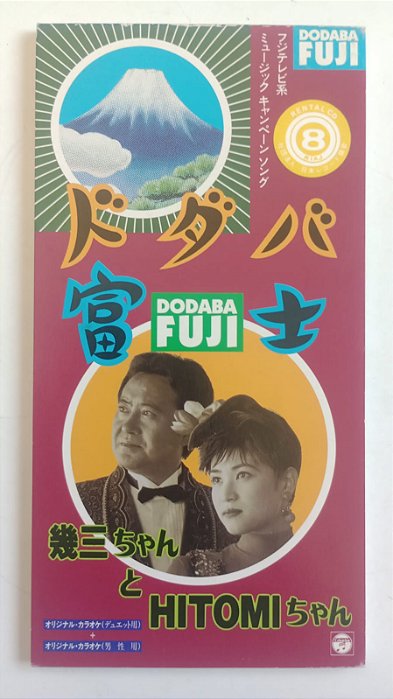 DODABA
FUJI
フジテレビ系
ミュージック キャンペーン ソング
RENTAL CD
8
ドダバ
富士
DODABA
FUJI
幾三ちゃん
と
HITOMIちゃん
オリジナル・カラオケ(デュエット用)
+
オリジナル・カラオケ(男性用)